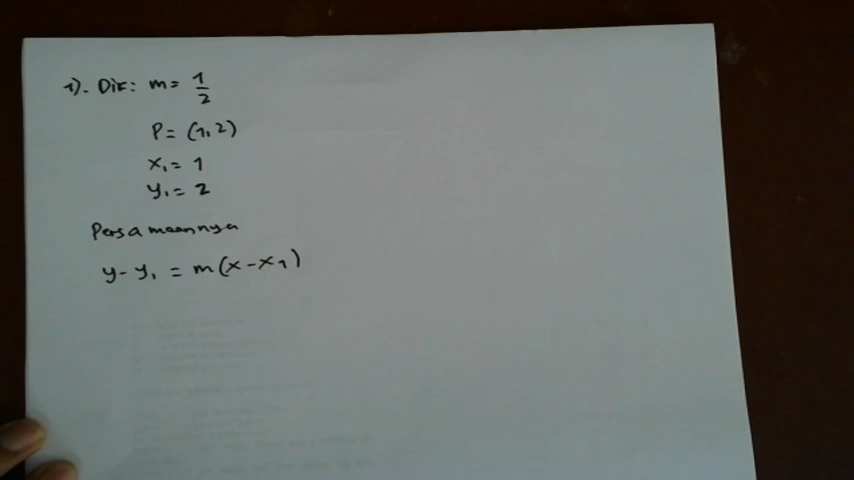 1). Dik: m = 1/2
P = (1,2)
x₁ = 1
y₁ = 2
Persamaannya
y - y₁ = m(x - x₁)